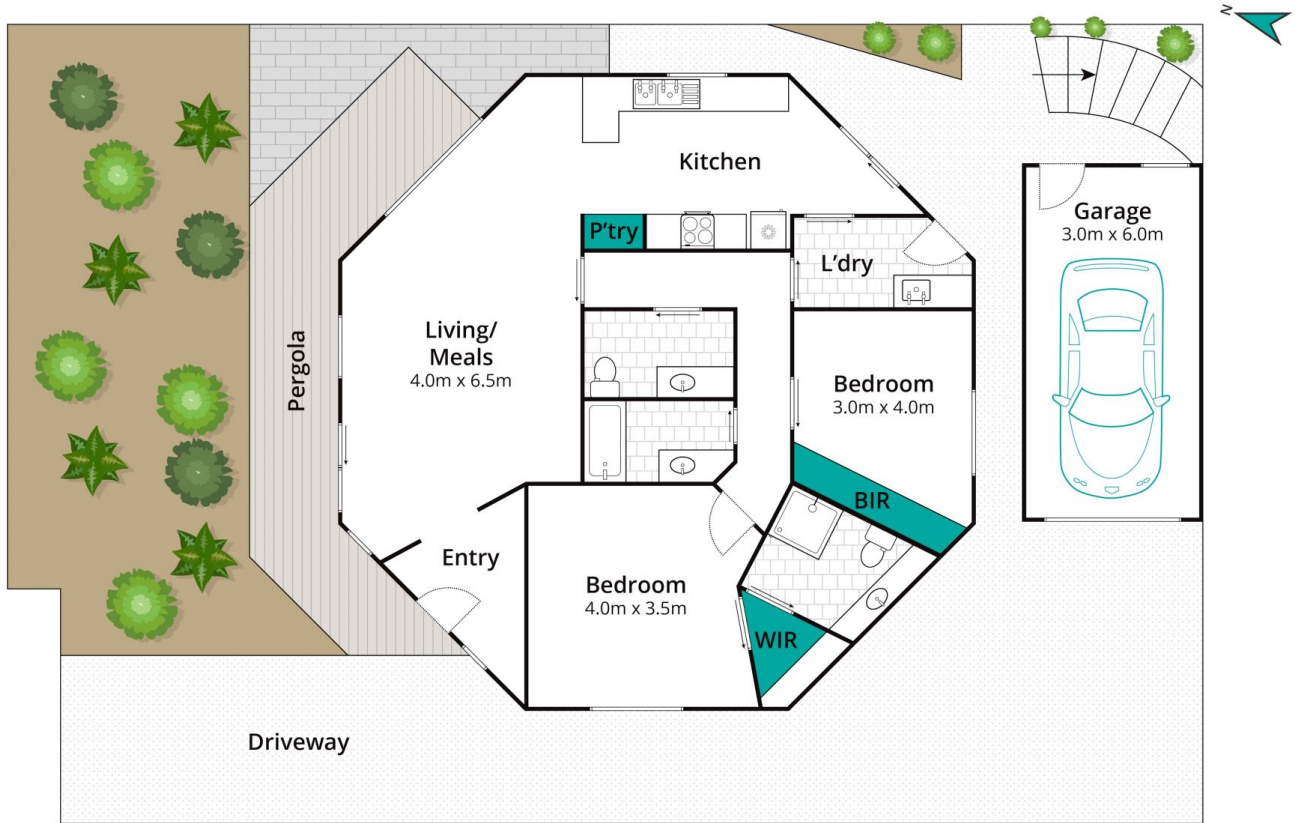 N
Kitchen
Garage
3.0m x 6.0m
P'try
L'dry
Living/
Meals
4.0m x 6.5m
Pergola
Bedroom
3.0m x 4.0m
BIR
Entry
Bedroom
4.0m x 3.5m
WIR
Driveway